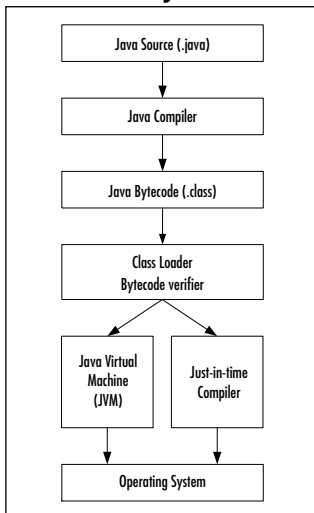 Java Source (.java)
Java Compiler
Java Bytecode (.class)
Class Loader
Bytecode verifier
Java Virtual
Machine
(JVM)
Just-in-time
Compiler
Operating System